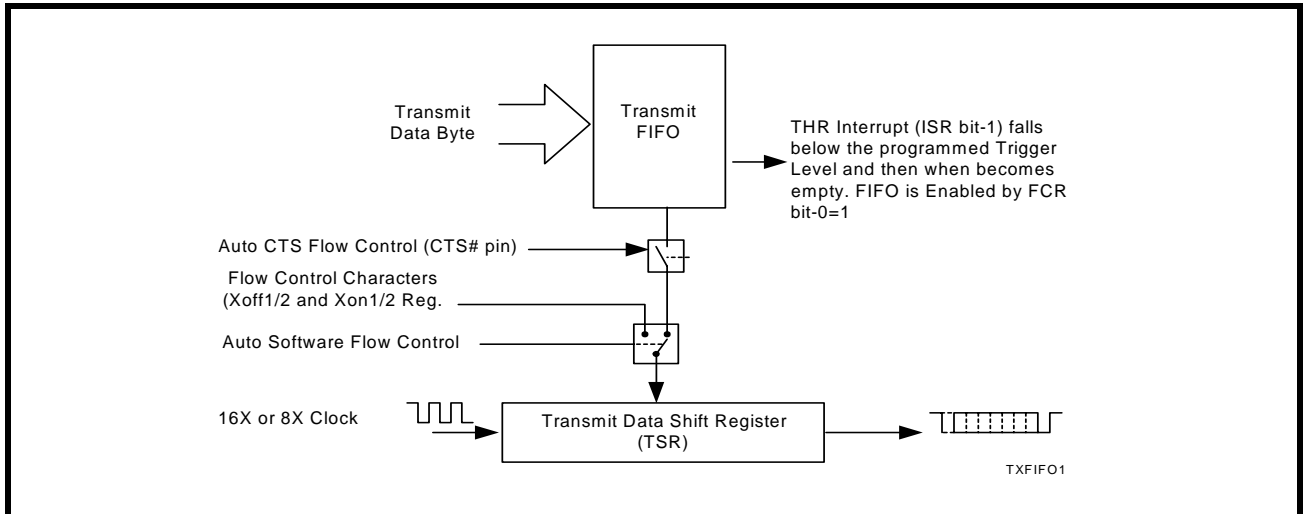 Transmit
Data Byte
Transmit
FIFO
THR Interrupt (ISR bit-1) falls
below the programmed Trigger
Level and then when becomes
empty. FIFO is Enabled by FCR
bit-0=1
Auto CTS Flow Control (CTS# pin)
Flow Control Characters
(Xoff1/2 and Xon1/2 Reg.
Auto Software Flow Control
16X or 8X Clock
Transmit Data Shift Register
(TSR)
TXFIFO1